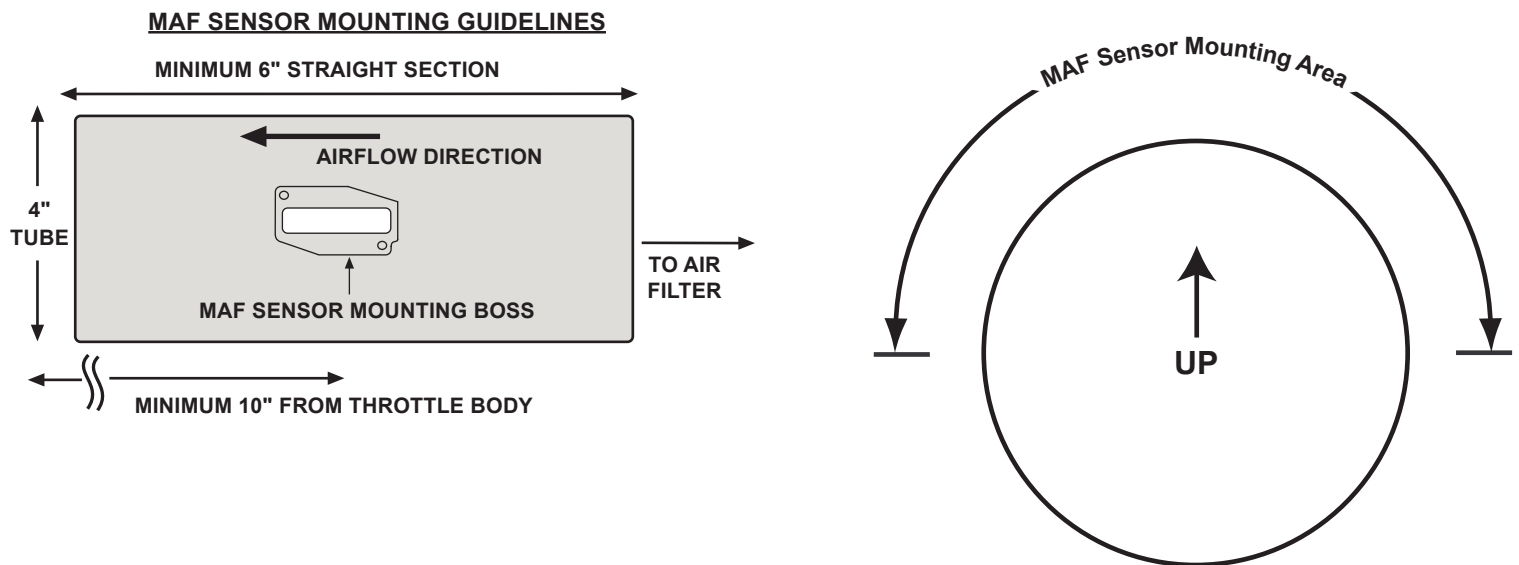 MAF SENSOR MOUNTING GUIDELINES
MINIMUM 6" STRAIGHT SECTION
AIRFLOW DIRECTION
4"
TUBE
TO AIR
FILTER
MAF SENSOR MOUNTING BOSS
MINIMUM 10" FROM THROTTLE BODY
MAF Sensor Mounting Area
UP